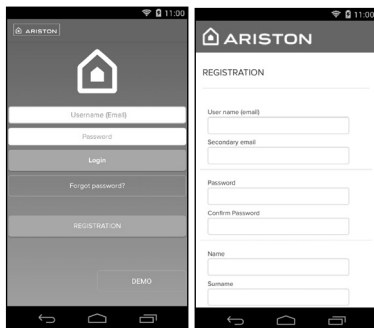 11:00
ARISTON
Username (Email)
Password
Login
Forgot password?
REGISTRATION
DEMO
11:00
ARISTON
REGISTRATION
User name (email)
Secondary email
Password
Confirm Password
Name
Surname